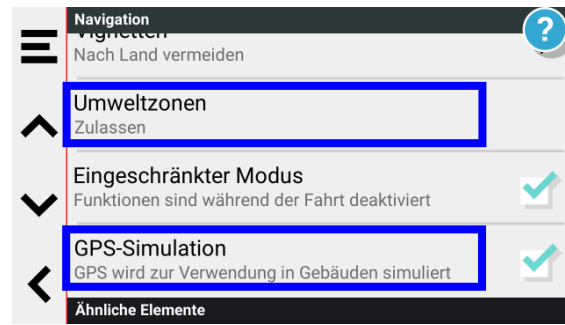 Navigation
Vignetten
Nach Land vermeiden
Umweltzonen
Zulassen
Eingeschränkter Modus
Funktionen sind während der Fahrt deaktiviert
GPS-Simulation
GPS wird zur Verwendung in Gebäuden simuliert
Ähnliche Elemente
?